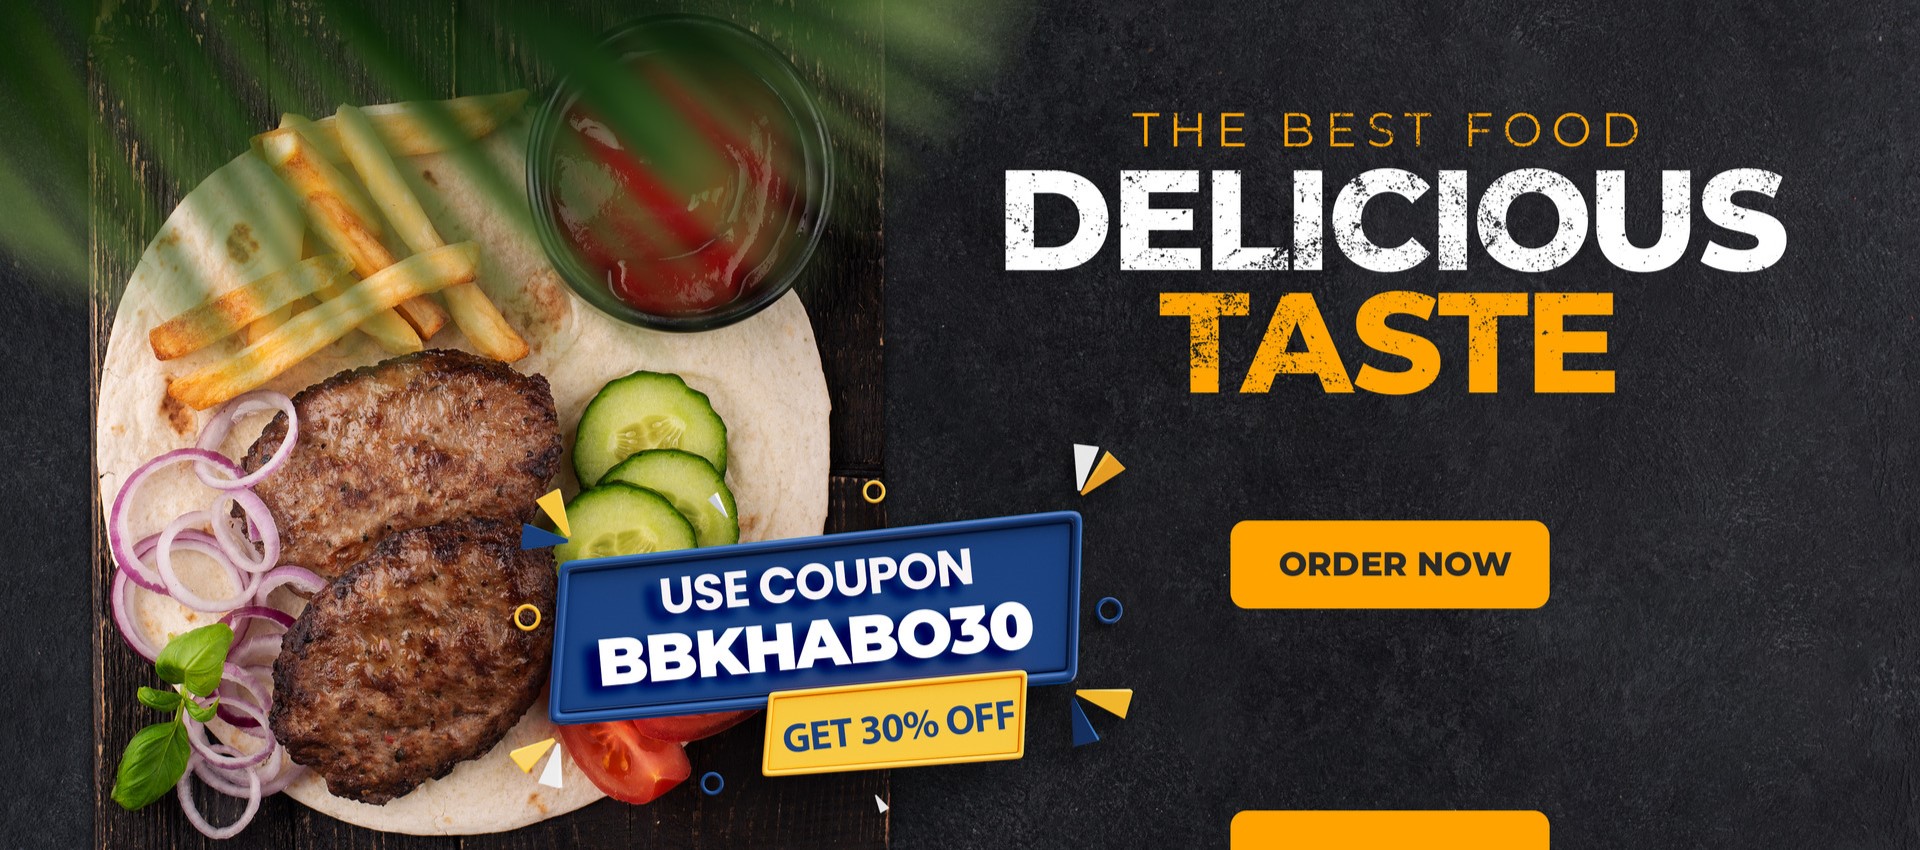 THE BEST FOOD
DELICIOUS
TASTE
ORDER NOW
USE COUPON
BBKHABO30
GET 30% OFF